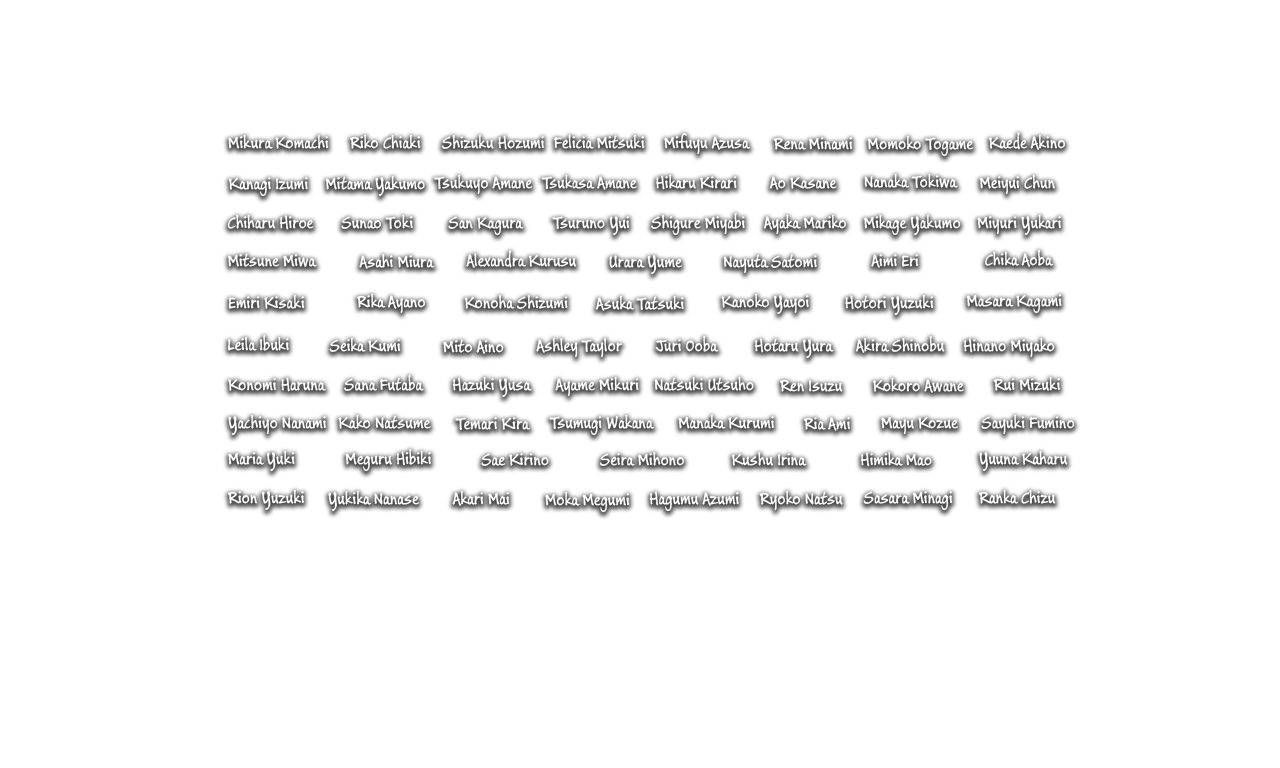 Mikura Komachi Riko Chiaki Shizuku Hozumi Felicia Mitsuki Mifuyu Azusa Rena Minami Momoko Togame Kaede Akino
Kanagi Izumi Mitama Yakumo Tsukuyo Amane Tsukasa Amane Hikaru Kirari Ao Kasane Nanaka Tokiwa Meiyui Chun
Chiharu Hiroe Sunao Toki San Kagura Tsuruno Yui Shigure Miyabi Ayaka Mariko Mikage Yakumo Miyuri Yukari
Mitsune Miwa Asahi Miura Alexandra Kurusu Urara Yume Nayuta Satomi Aimi Eri Chika Aoba
Emiri Kisaki Rika Ayano Konoha Shizumi Asuka Tatsuki Kanoko Yayoi Hotori Yuzuki Masara Kagami
Leila Ibuki Seika Kumi Mito Aino Ashley Taylor Juri Ooba Hotaru Yura Akira Shinobu Hinano Miyako
Konomi Haruna Sana Futaba Hazuki Yusa Ayame Mikuri Natsuki Utsuho Ren Isuzu Kokoro Awane Rui Mizuki
Yachiyo Nanami Kako Natsume Temari Kira Tsumugi Wakana Manaka Kurumi Ria Ami Mayu Kozue Sayuki Fumino
Maria Yuki Meguru Hibiki Sae Kirino Seira Mihono Kushu Irina Himika Mao Yuuna Kaharu
Rion Yuzuki Yukika Nanase Akari Mai Moka Megumi Hagumu Azumi Ryoko Natsu Sasara Minagi Ranka Chizu